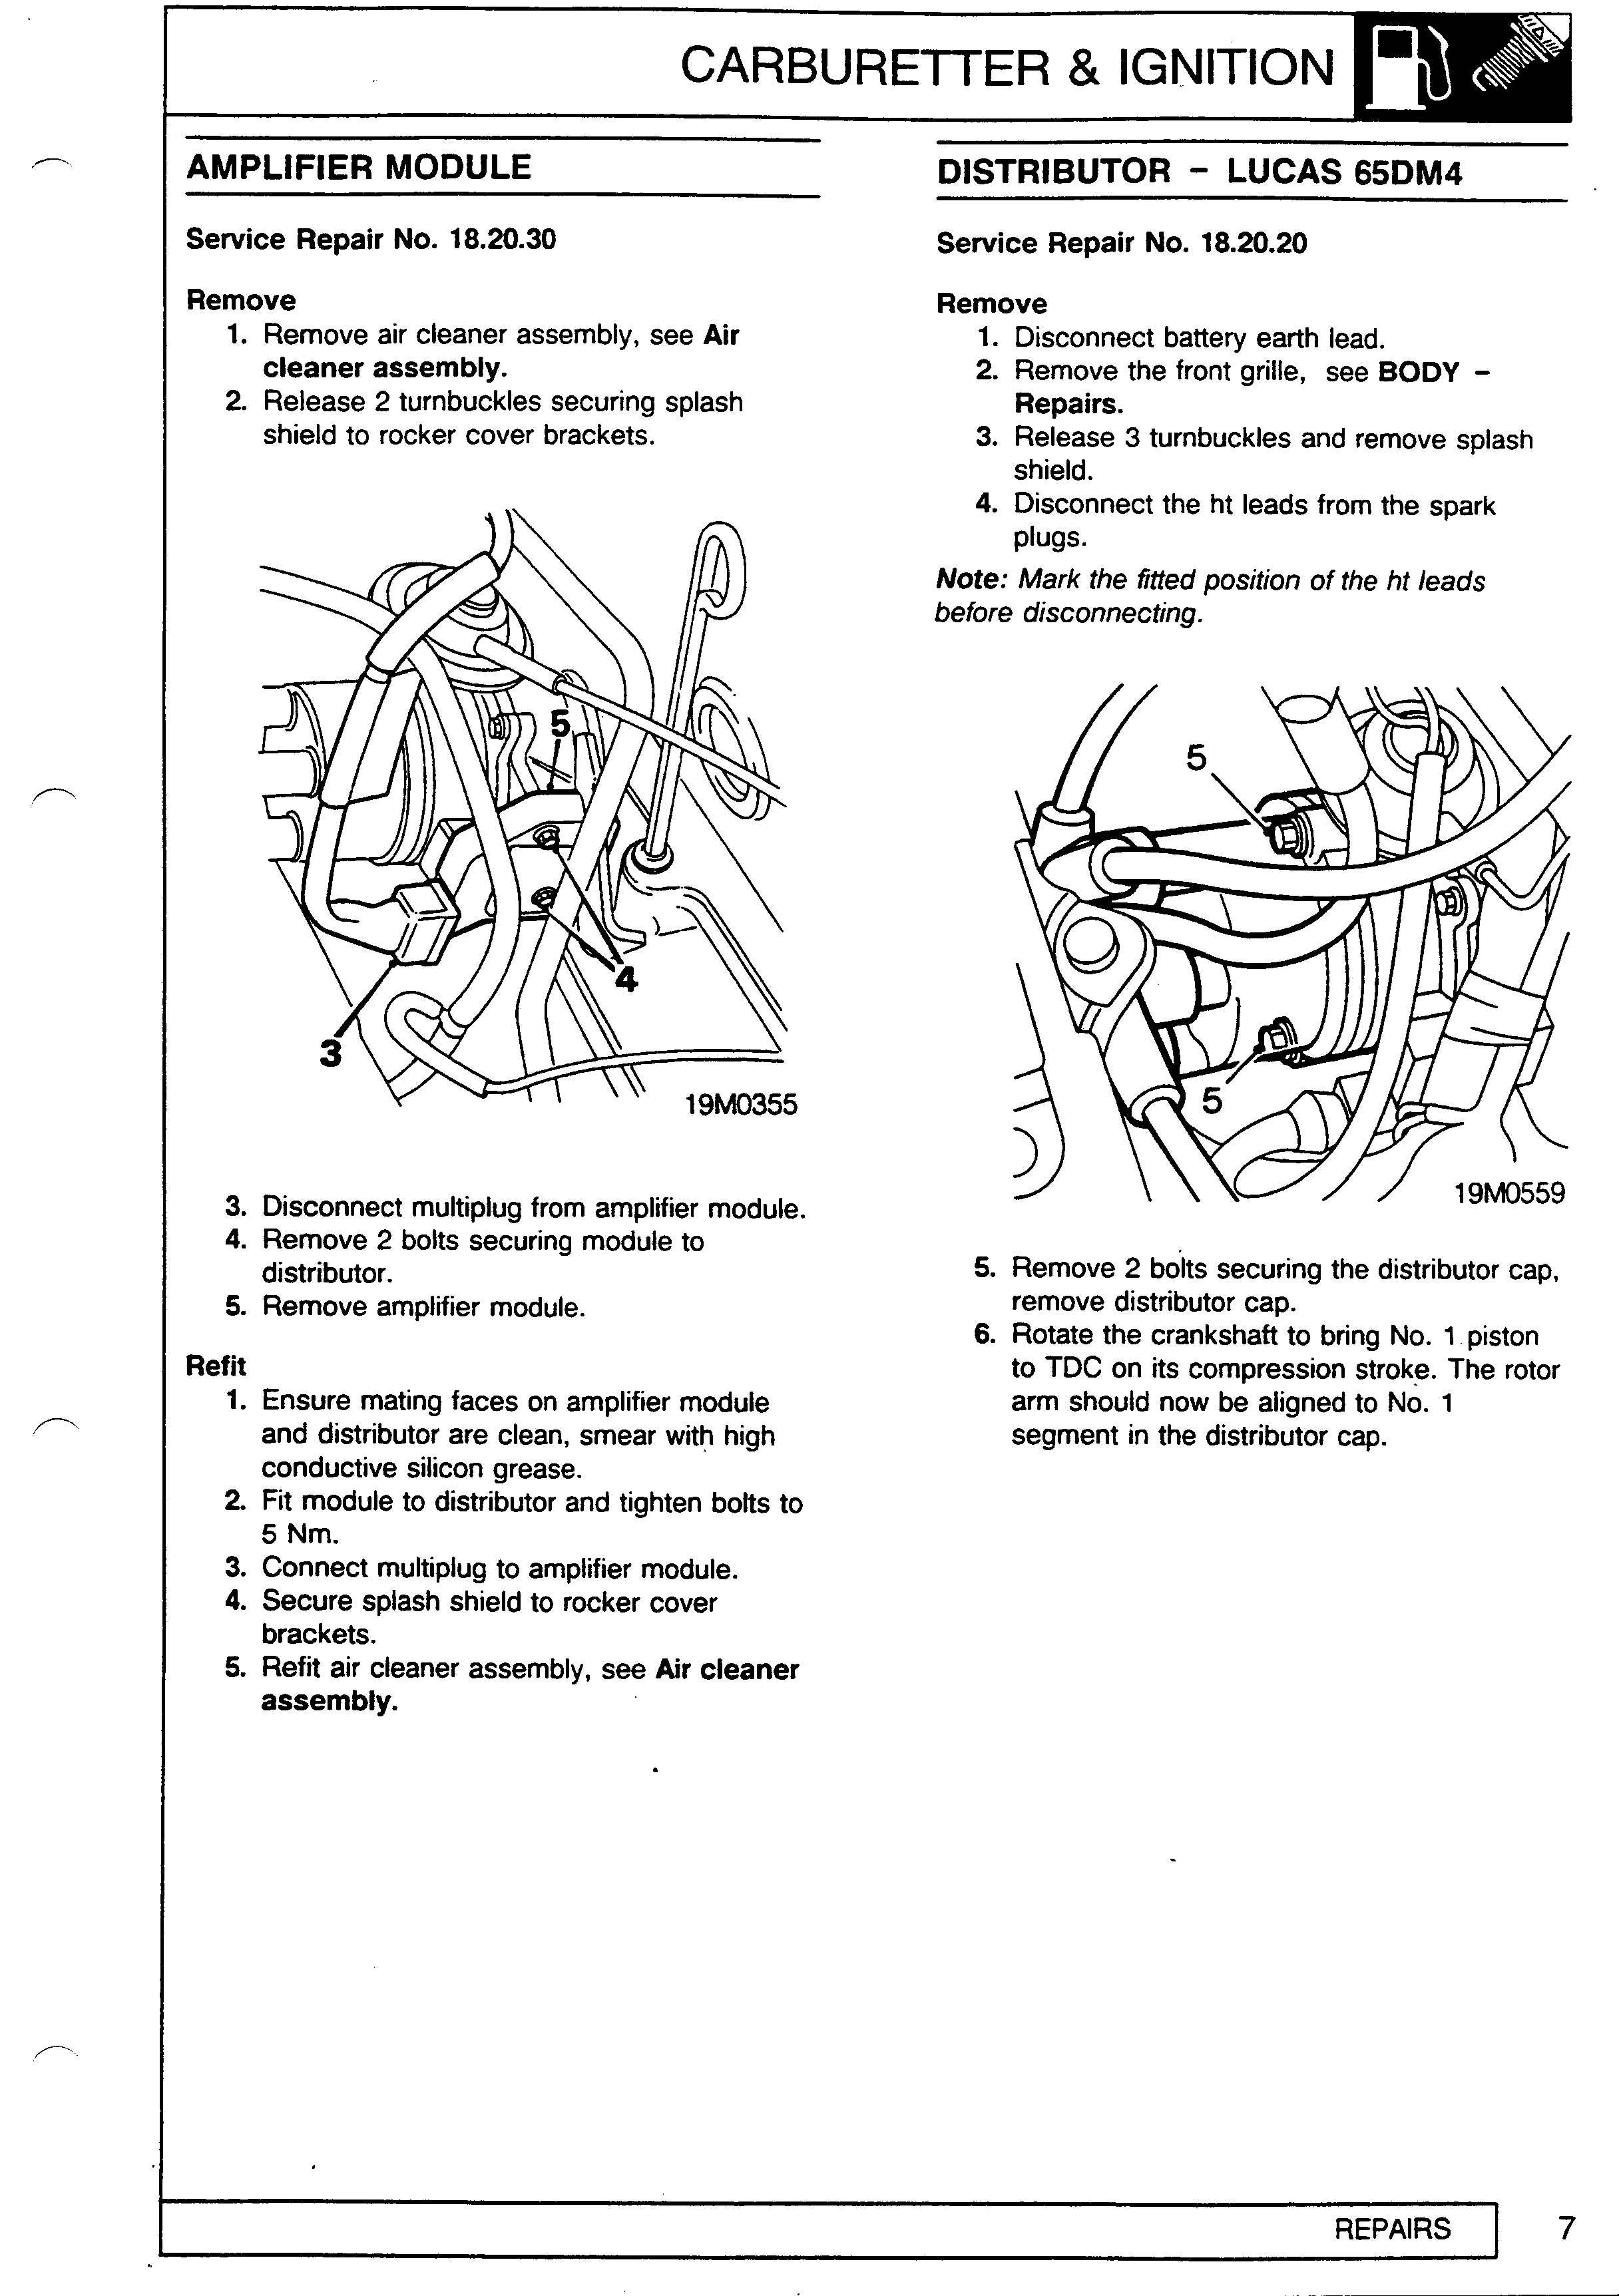 CARBURETTER & IGNITION
AMPLIFIER MODULE
Service Repair No. 18.20.30
Remove
1. Remove air cleaner assembly, see Air
cleaner assembly.
2. Release 2 turnbuckles securing splash
shield to rocker cover brackets.
5
4
3
19M0355
3. Disconnect multiplug from amplifier module.
4. Remove 2 bolts securing module to
distributor.
5. Remove amplifier module.
Refit
1. Ensure mating faces on amplifier module
and distributor are clean, smear with high
conductive silicon grease.
2. Fit module to distributor and tighten bolts to
5 Nm.
3. Connect multiplug to amplifier module.
4. Secure splash shield to rocker cover
brackets.
5. Refit air cleaner assembly, see Air cleaner
assembly.
DISTRIBUTOR - LUCAS 65DM4
Service Repair No. 18.20.20
Remove
1. Disconnect battery earth lead.
2. Remove the front grille, see BODY -
Repairs.
3. Release 3 turnbuckles and remove splash
shield.
4. Disconnect the ht leads from the spark
plugs.
Note: Mark the fitted position of the ht leads
before disconnecting.
5
5
19M0559
5. Remove 2 bolts securing the distributor cap,
remove distributor cap.
6. Rotate the crankshaft to bring No. 1 piston
to TDC on its compression stroke. The rotor
arm should now be aligned to No. 1
segment in the distributor cap.
REPAIRS
7